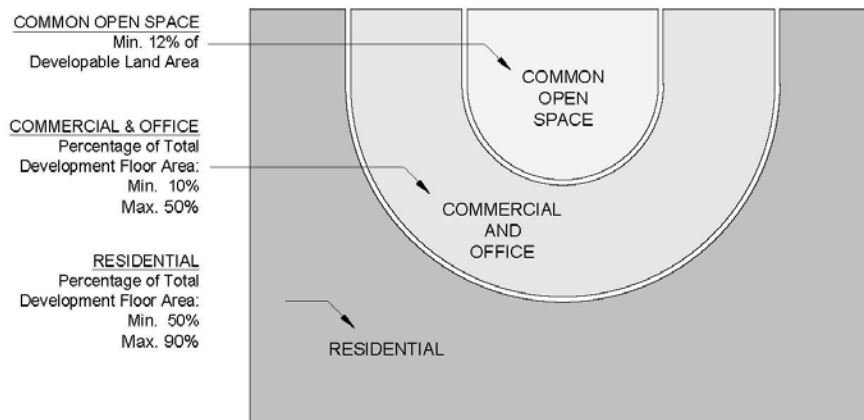 COMMON OPEN SPACE
Min. 12% of
Developable Land Area
COMMERCIAL & OFFICE
Percentage of Total
Development Floor Area:
Min. 10%
Max. 50%
RESIDENTIAL
Percentage of Total
Development Floor Area:
Min. 50%
Max. 90%
COMMON
OPEN
SPACE
COMMERCIAL
AND
OFFICE
RESIDENTIAL